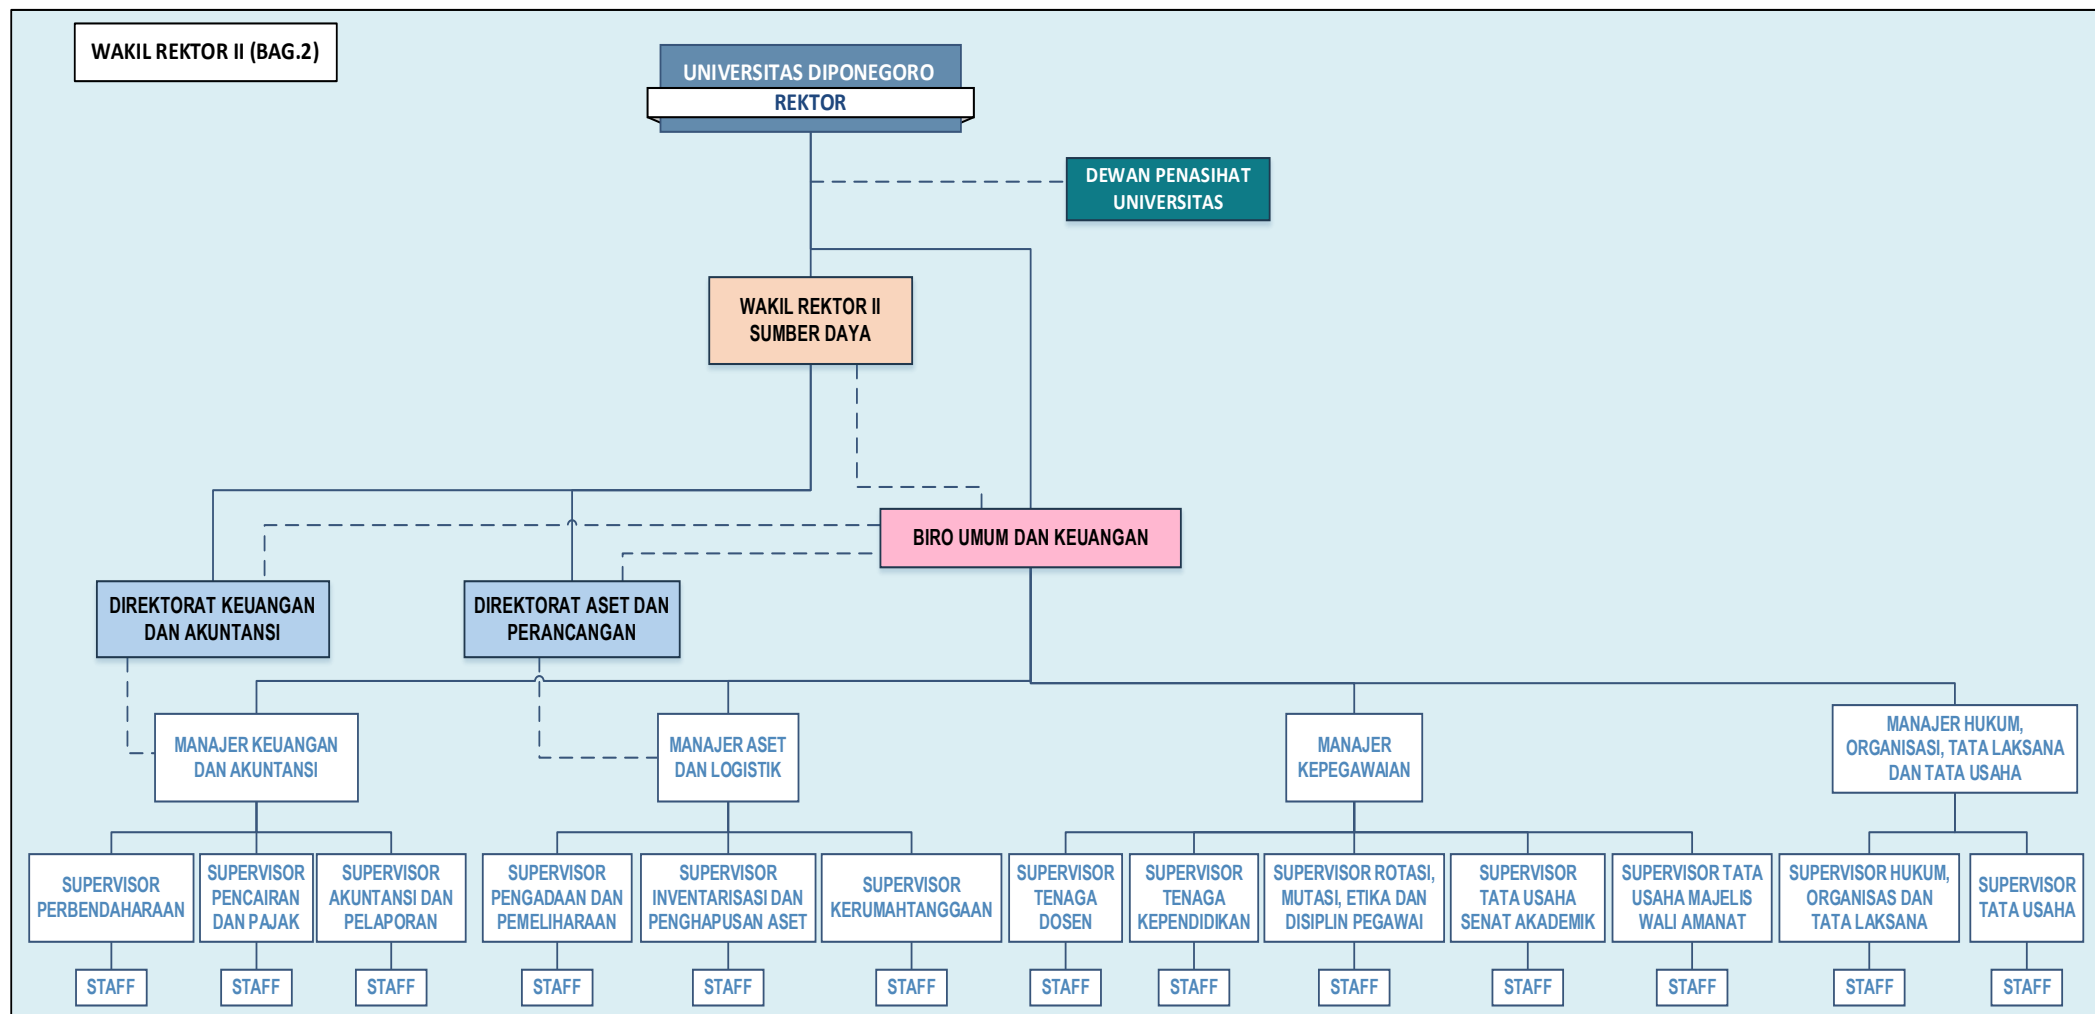 WAKIL REKTOR II (BAG.2)
UNIVERSITAS DIPONEGORO
REKTOR
DEWAN PENASIHAT
UNIVERSITAS
WAKIL REKTOR II
SUMBER DAYA
BIRO UMUM DAN KEUANGAN
DIREKTORAT KEUANGAN
DAN AKUNTANSI
DIREKTORAT ASET DAN
PERANCANGAN
MANAJER KEUANGAN
DAN AKUNTANSI
MANAJER ASET
DAN LOGISTIK
MANAJER
KEPEGAWAIAN
MANAJER HUKUM,
ORGANISASI, TATA LAKSANA
DAN TATA USAHA
SUPERVISOR
PERBENDAHARAAN
SUPERVISOR
PENCAIRAN
DAN PAJAK
SUPERVISOR
AKUNTANSI DAN
PELAPORAN
SUPERVISOR
PENGADAAN DAN
PEMELIHARAAN
SUPERVISOR
INVENTARISASI DAN
PENGHAPUSAN ASET
SUPERVISOR
KERUMAHTANGGAAN
SUPERVISOR
TENAGA
DOSEN
SUPERVISOR
TENAGA
KEPENDIDIKAN
SUPERVISOR ROTASI,
MUTASI, ETIKA DAN
DISIPLIN PEGAWAI
SUPERVISOR
TATA USAHA
SENAT AKADEMIK
SUPERVISOR TATA
USAHA MAJELIS
WALI AMANAT
SUPERVISOR HUKUM,
ORGANISAS DAN
TATA LAKSANA
SUPERVISOR
TATA USAHA
STAFF
STAFF
STAFF
STAFF
STAFF
STAFF
STAFF
STAFF
STAFF
STAFF
STAFF
STAFF
STAFF